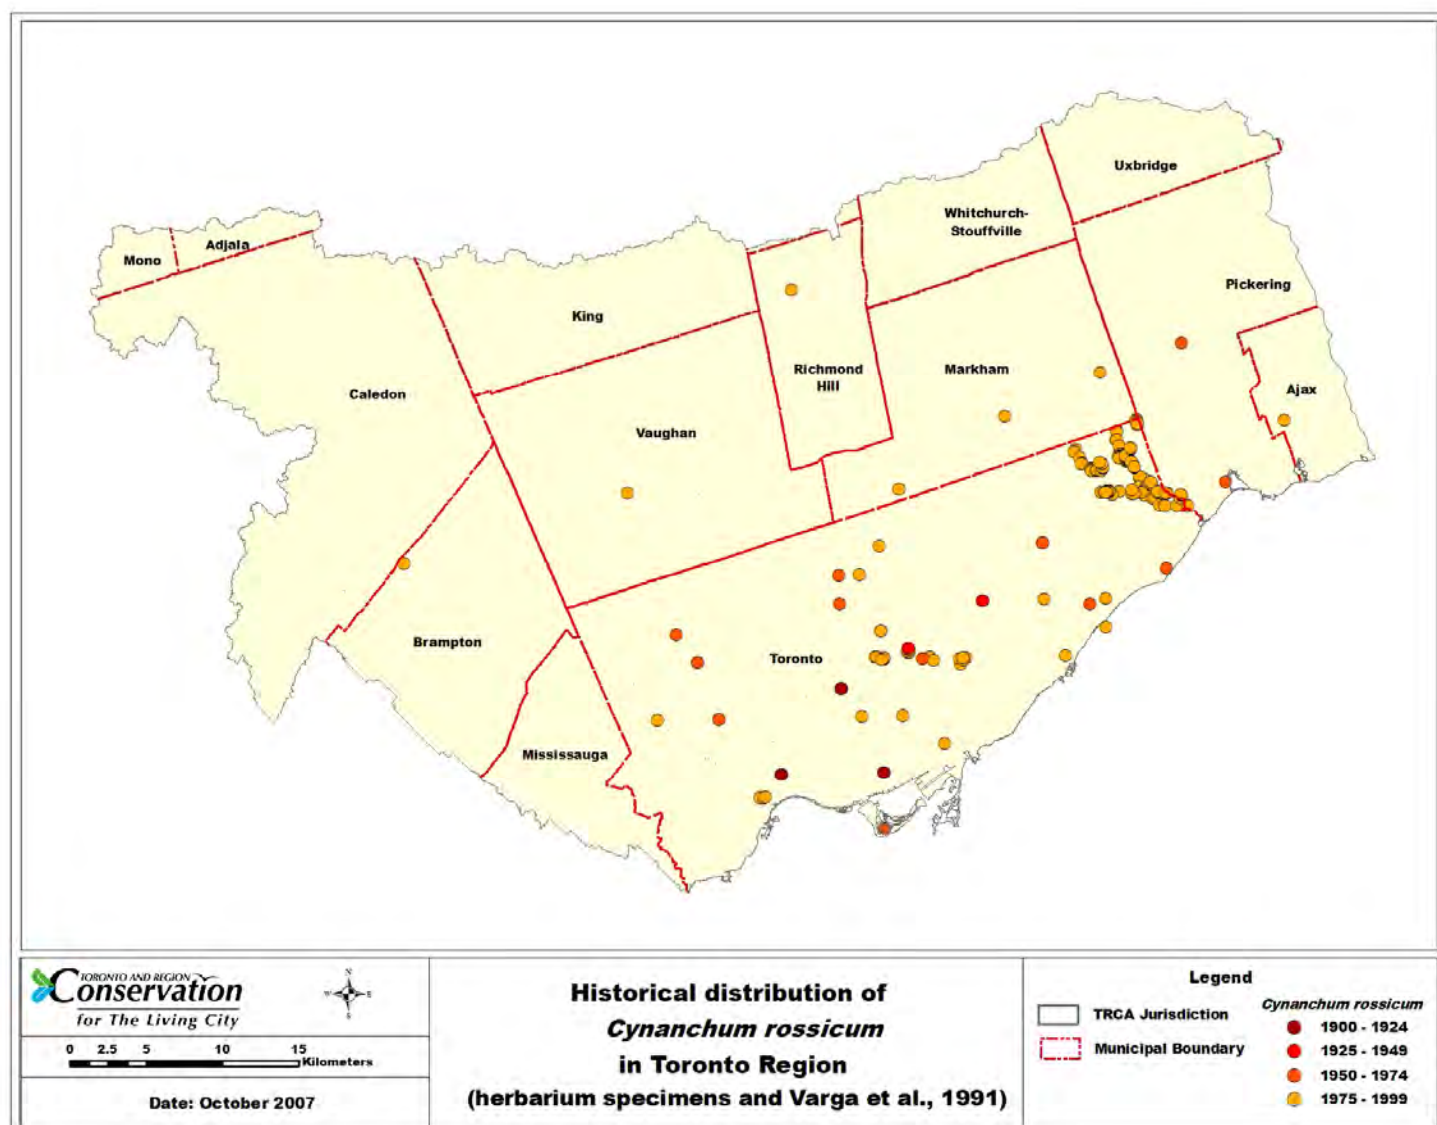 Uxbridge
Whitchurch-
Stouffville
Adjala
Mono
Pickering
King
Richmond
Hill
Markham
Ajax
Caledon
Vaughan
Brampton
Toronto
Mississauga
TORONTO AND REGION
Conservation
for The Living City
N
W E
S
0 2.5 5 10 15
Kilometers
Date: October 2007
Historical distribution of
Cynanchum rossicum
in Toronto Region
(herbarium specimens and Varga et al., 1991)
Legend
TRCA Jurisdiction
Municipal Boundary
Cynanchum rossicum
1900 - 1924
1925 - 1949
1950 - 1974
1975 - 1999